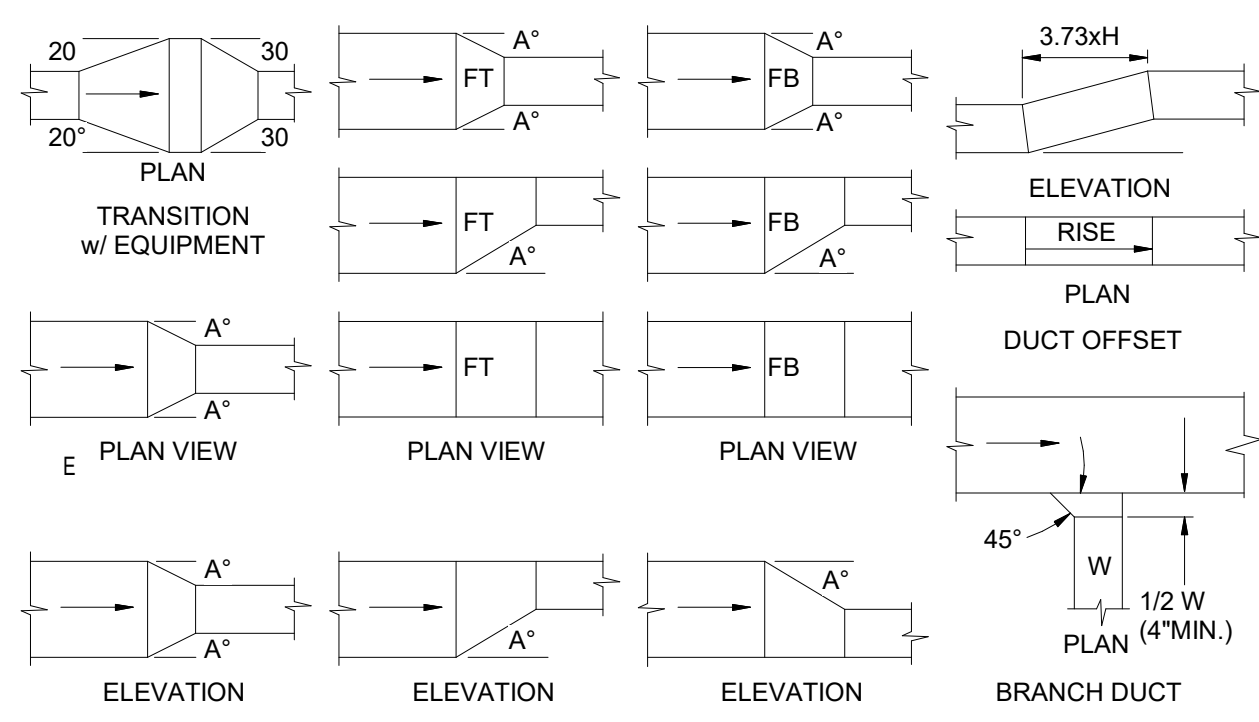 20 30
20° 30
PLAN
TRANSITION
w/ EQUIPMENT
A°
FT
A°
A°
FB
A°
3.73xH
ELEVATION
FT
A°
FB
A°
RISE
PLAN
DUCT OFFSET
A°
A°
PLAN VIEW
E
FT
PLAN VIEW
FB
PLAN VIEW
45°
W
1/2 W
(4"MIN.)
PLAN
BRANCH DUCT
A°
A°
ELEVATION
A°
ELEVATION
A°
ELEVATION